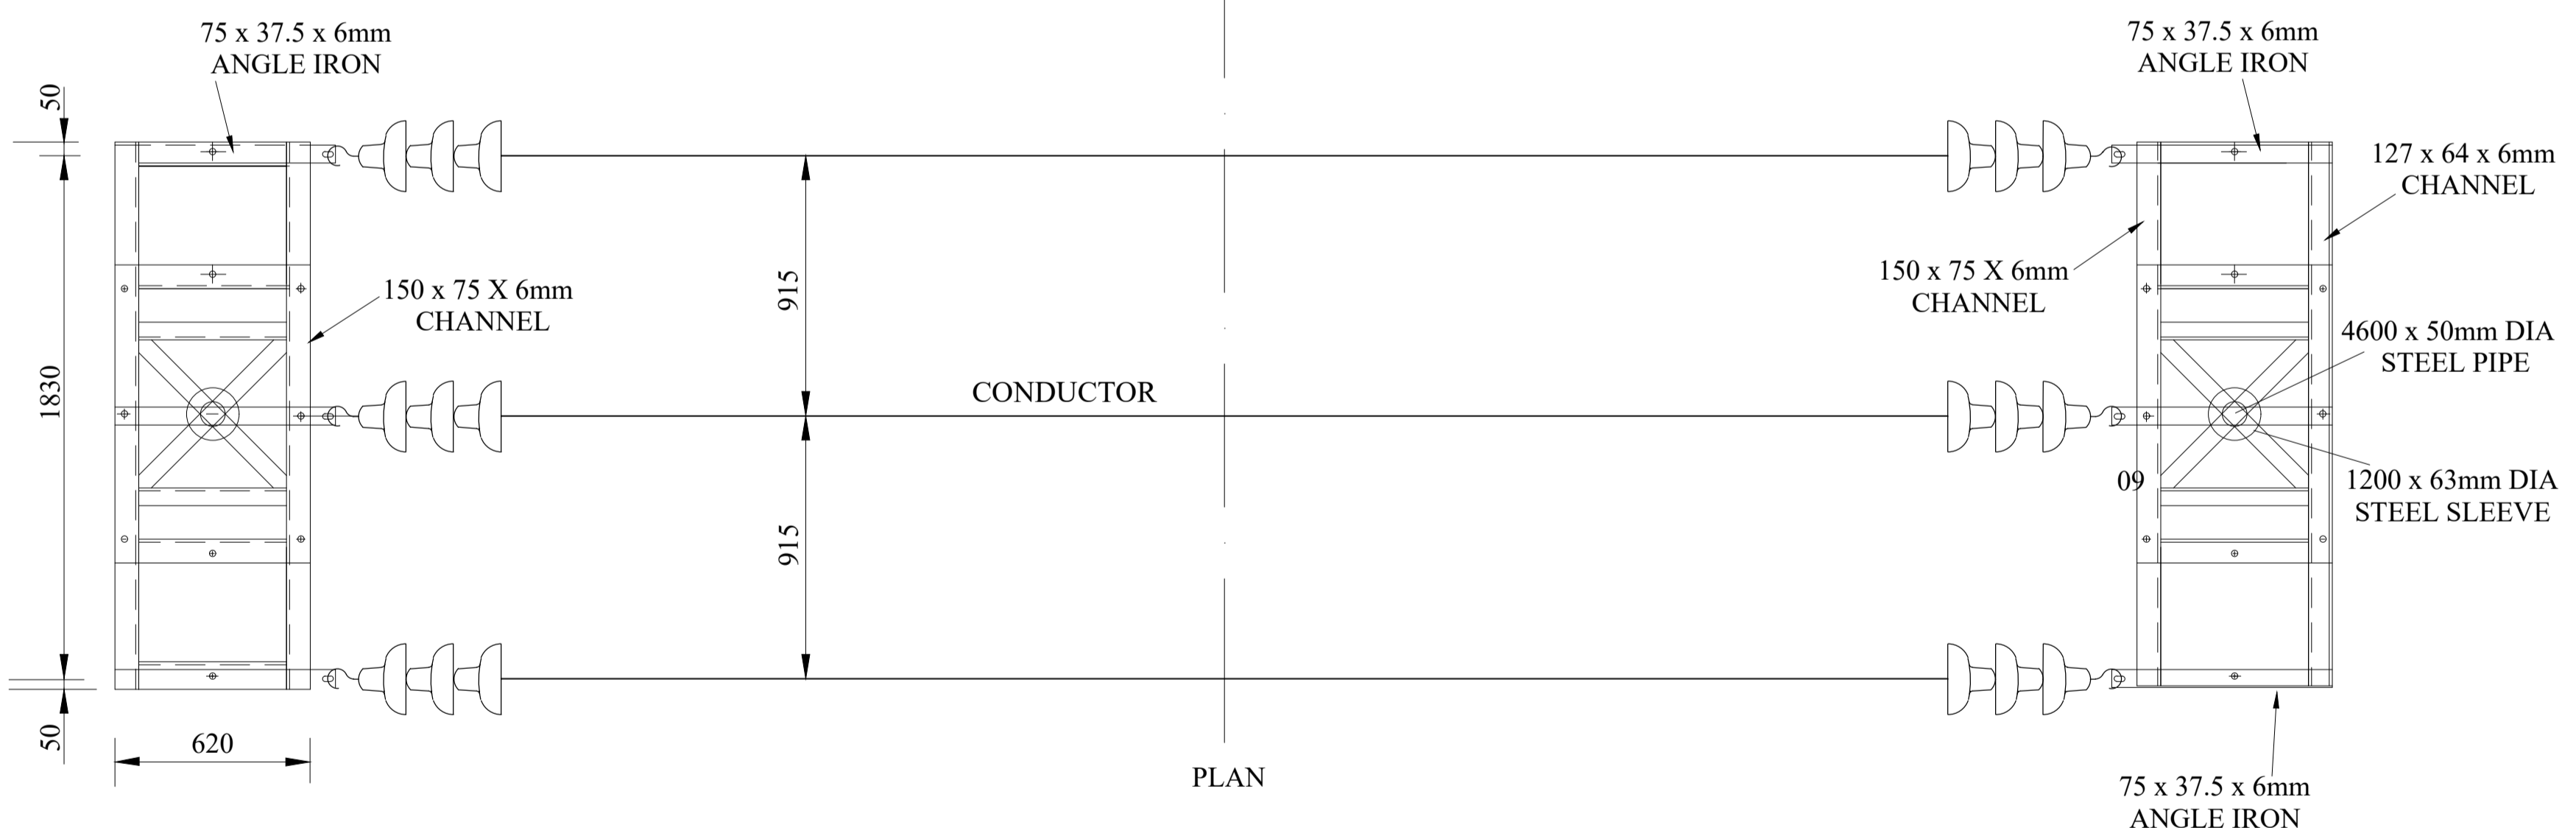 75 x 37.5 x 6mm
ANGLE IRON
50
1830
50
620
150 x 75 X 6mm
CHANNEL
915
915
CONDUCTOR
PLAN
75 x 37.5 x 6mm
ANGLE IRON
127 x 64 x 6mm
CHANNEL
150 x 75 X 6mm
CHANNEL
4600 x 50mm DIA
STEEL PIPE
09
1200 x 63mm DIA
STEEL SLEEVE
75 x 37.5 x 6mm
ANGLE IRON